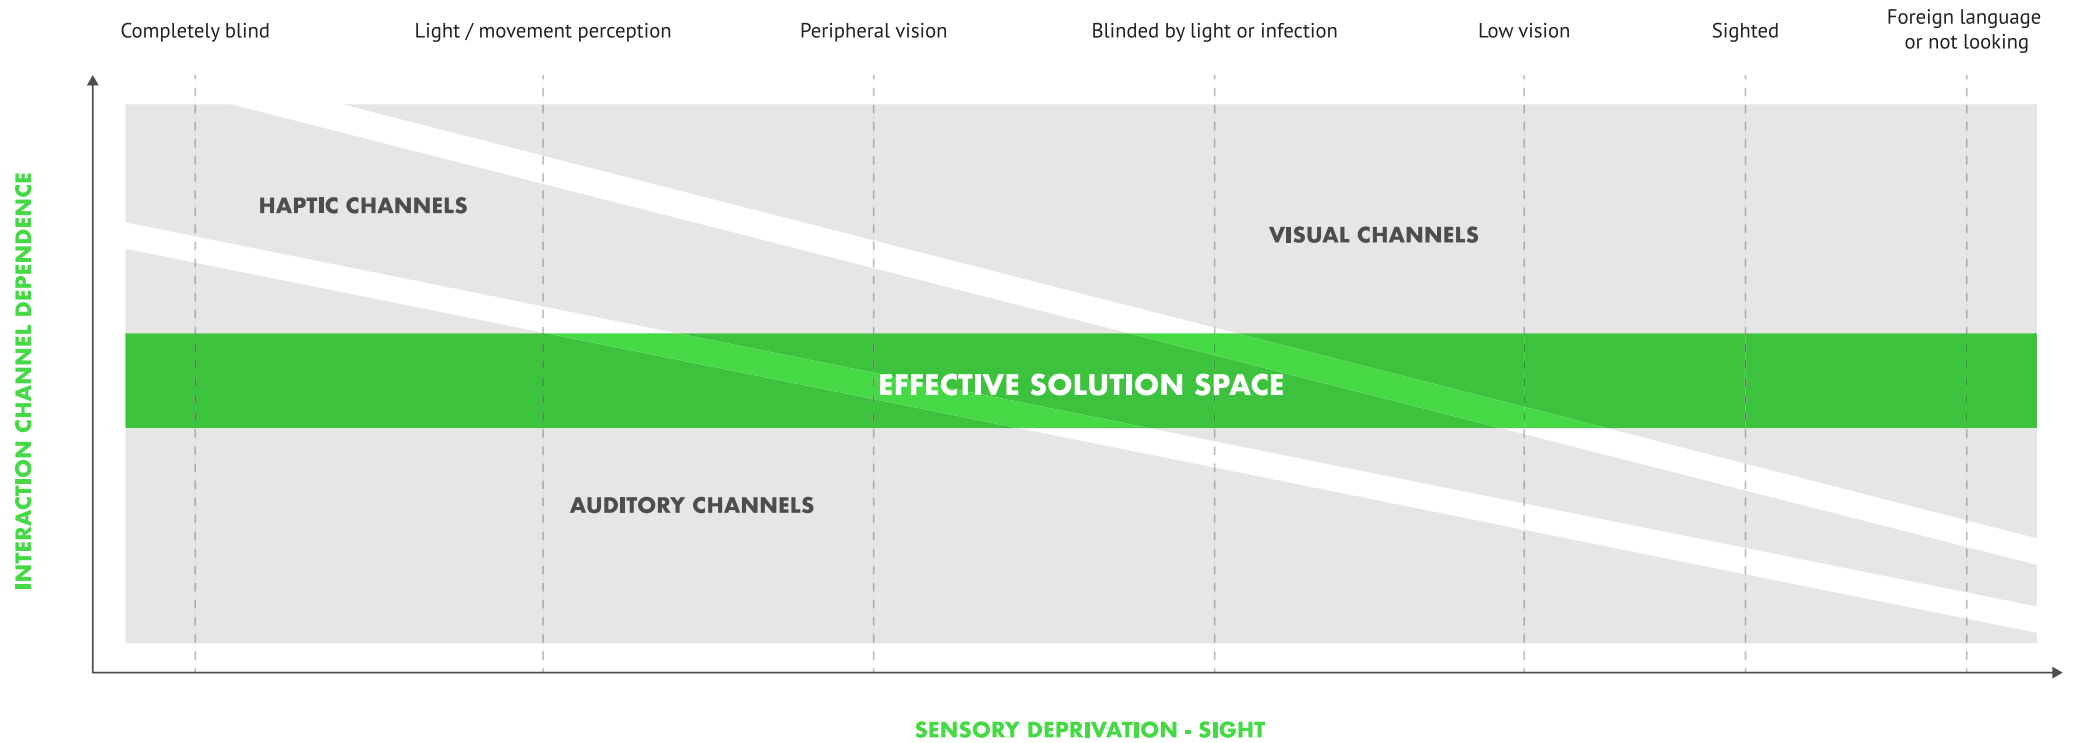 Completely blind
Light / movement perception
Peripheral vision
Blinded by light or infection
Low vision
Sighted
Foreign language
or not looking
INTERACTION CHANNEL DEPENDENCE
HAPTIC CHANNELS
VISUAL CHANNELS
EFFECTIVE SOLUTION SPACE
AUDITORY CHANNELS
SENSORY DEPRIVATION - SIGHT